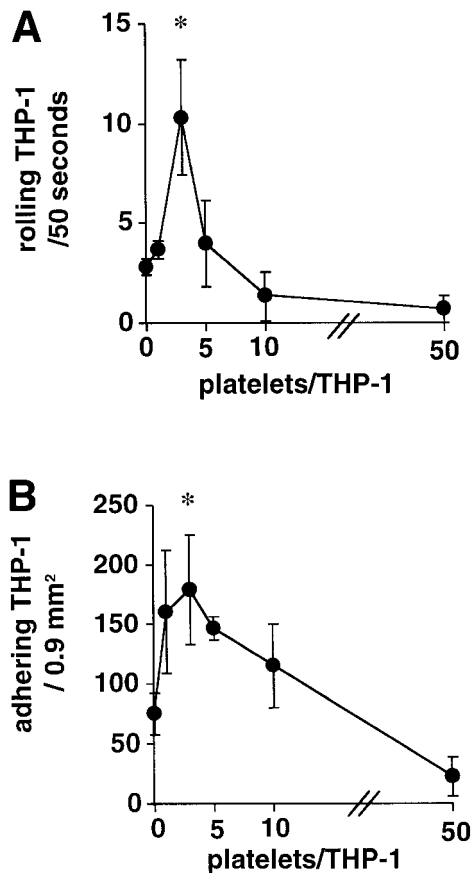 A
15
*
10
5
0
rolling THP-1
/50 seconds
0 5 10 50
platelets/THP-1
B
250
*
200
150
100
50
0
adhering THP-1
/ 0.9 mm²
0 5 10 50
platelets/THP-1